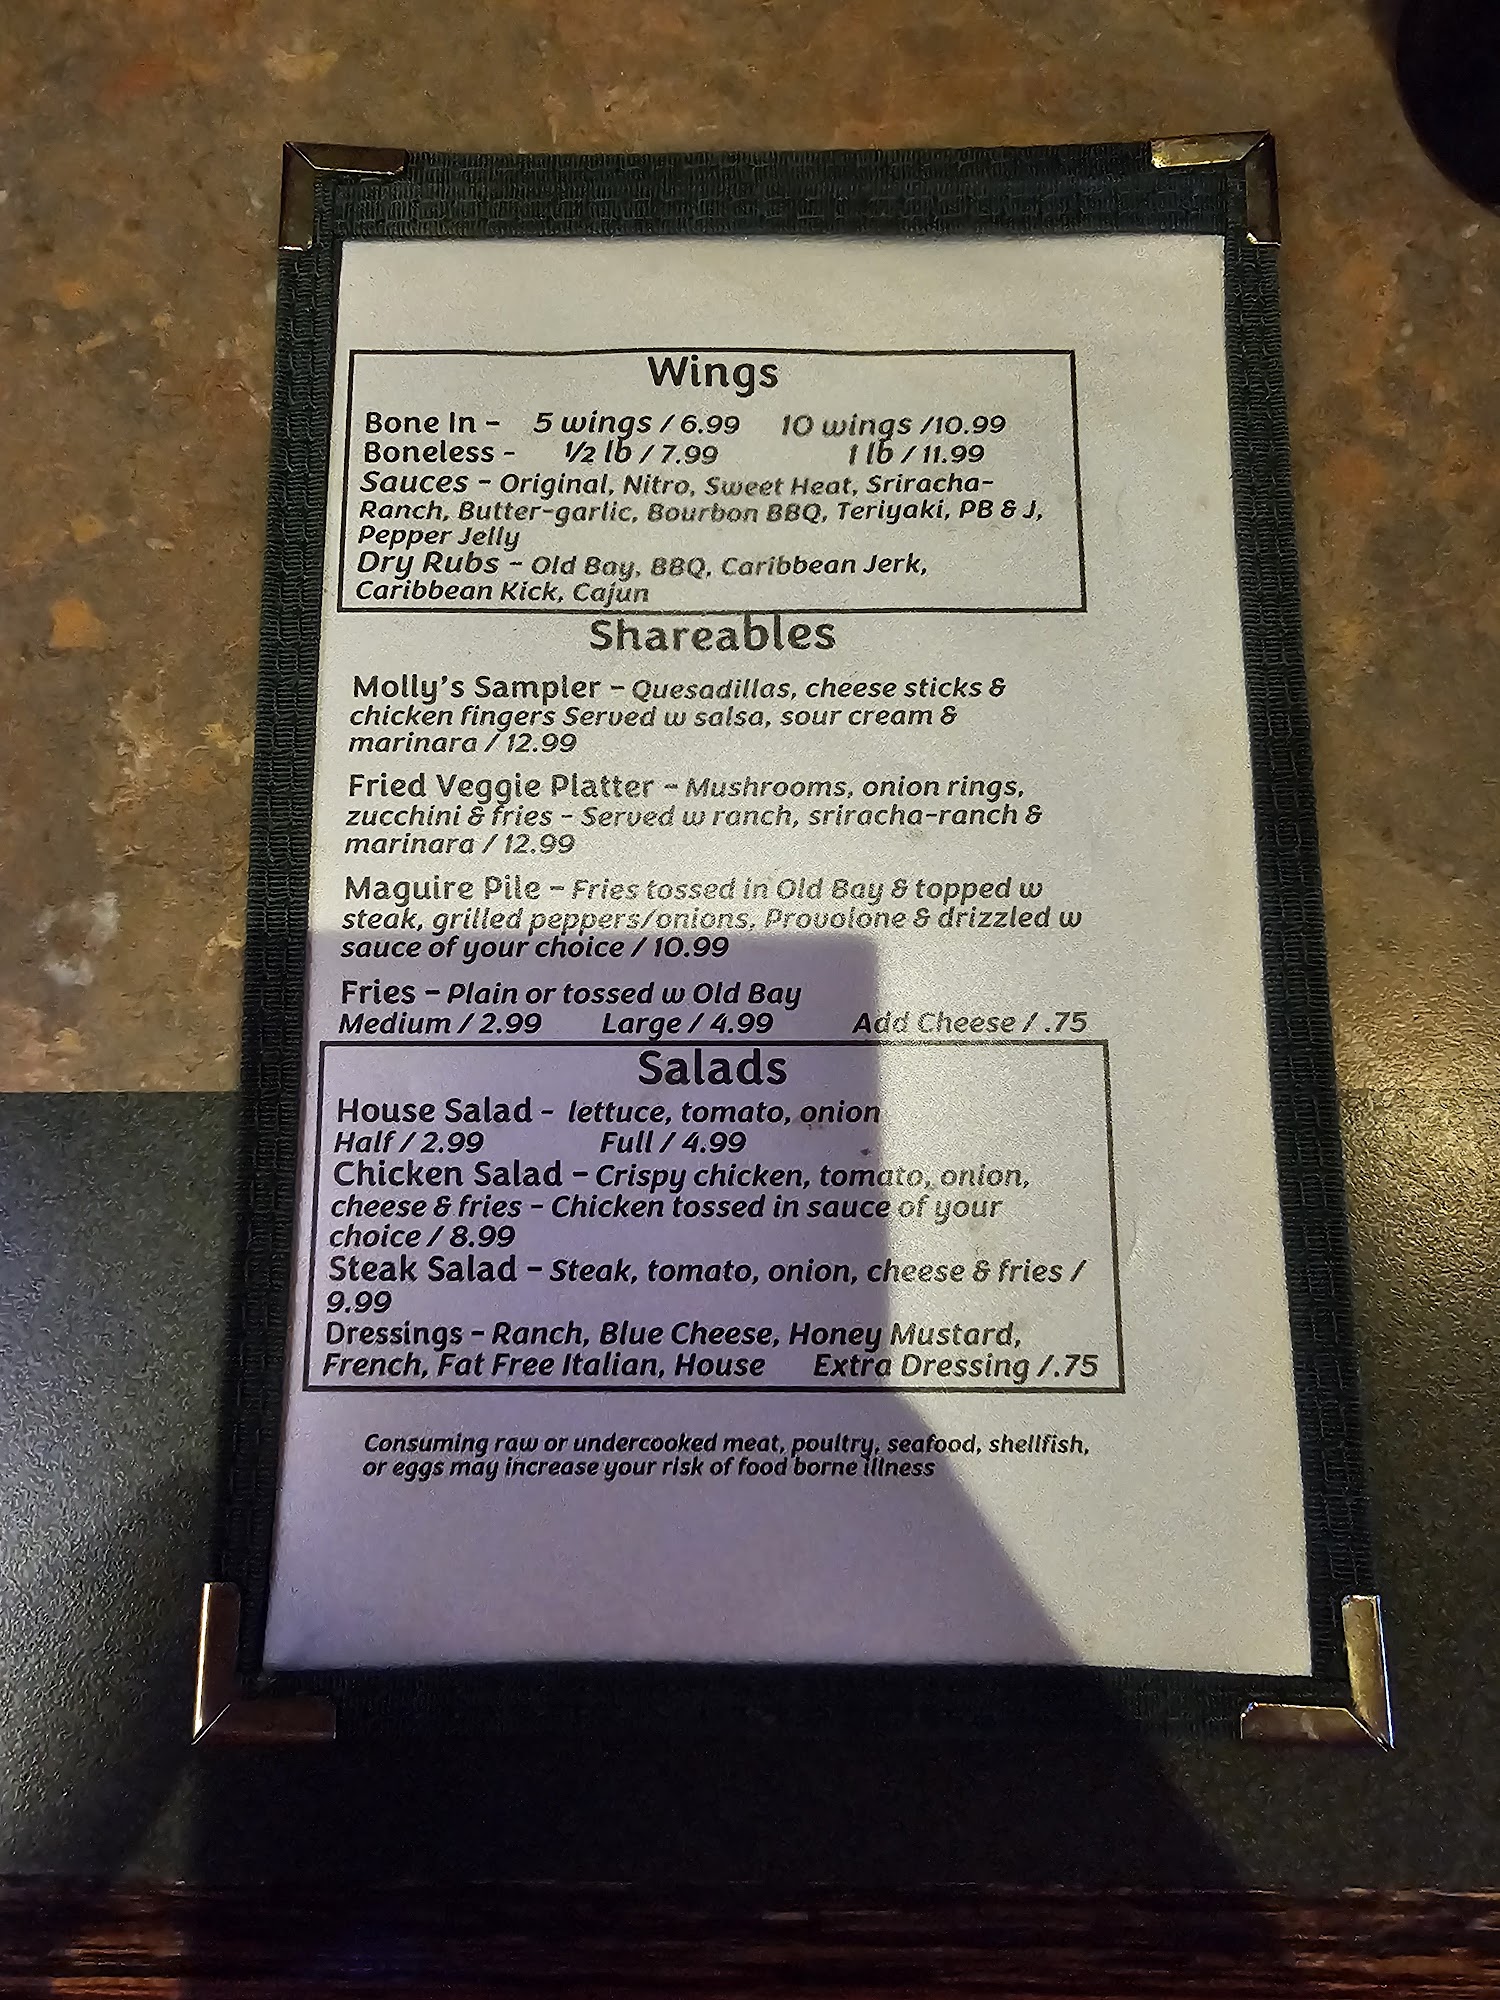 Wings
Bone In - 5 wings / 6.99 10 wings /10.99
Boneless - ½ lb / 7.99 1 lb / 11.99
Sauces - Original, Nitro, Sweet Heat, Sriracha-
Ranch, Butter-garlic, Bourbon BBQ, Teriyaki, PB & J,
Pepper Jelly
Dry Rubs - Old Bay, BBQ, Caribbean Jerk,
Caribbean Kick, Cajun
Shareables
Molly's Sampler - Quesadillas, cheese sticks &
chicken fingers Served w salsa, sour cream &
marinara / 12.99
Fried Veggie Platter - Mushrooms, onion rings,
zucchini & fries - Served w ranch, sriracha-ranch &
marinara / 12.99
Maguire Pile - Fries tossed in Old Bay & topped w
steak, grilled peppers/onions, Provolone & drizzled w
sauce of your choice / 10.99
Fries - Plain or tossed w Old Bay
Medium / 2.99 Large / 4.99 Add Cheese / .75
Salads
House Salad - lettuce, tomato, onion
Half / 2.99 Full / 4.99
Chicken Salad - Crispy chicken, tomato, onion,
cheese & fries - Chicken tossed in sauce of your
choice / 8.99
Steak Salad - Steak, tomato, onion, cheese & fries /
9.99
Dressings - Ranch, Blue Cheese, Honey Mustard,
French, Fat Free Italian, House Extra Dressing /.75
Consuming raw or undercooked meat, poultry, seafood, shellfish,
or eggs may increase your risk of food borne illness